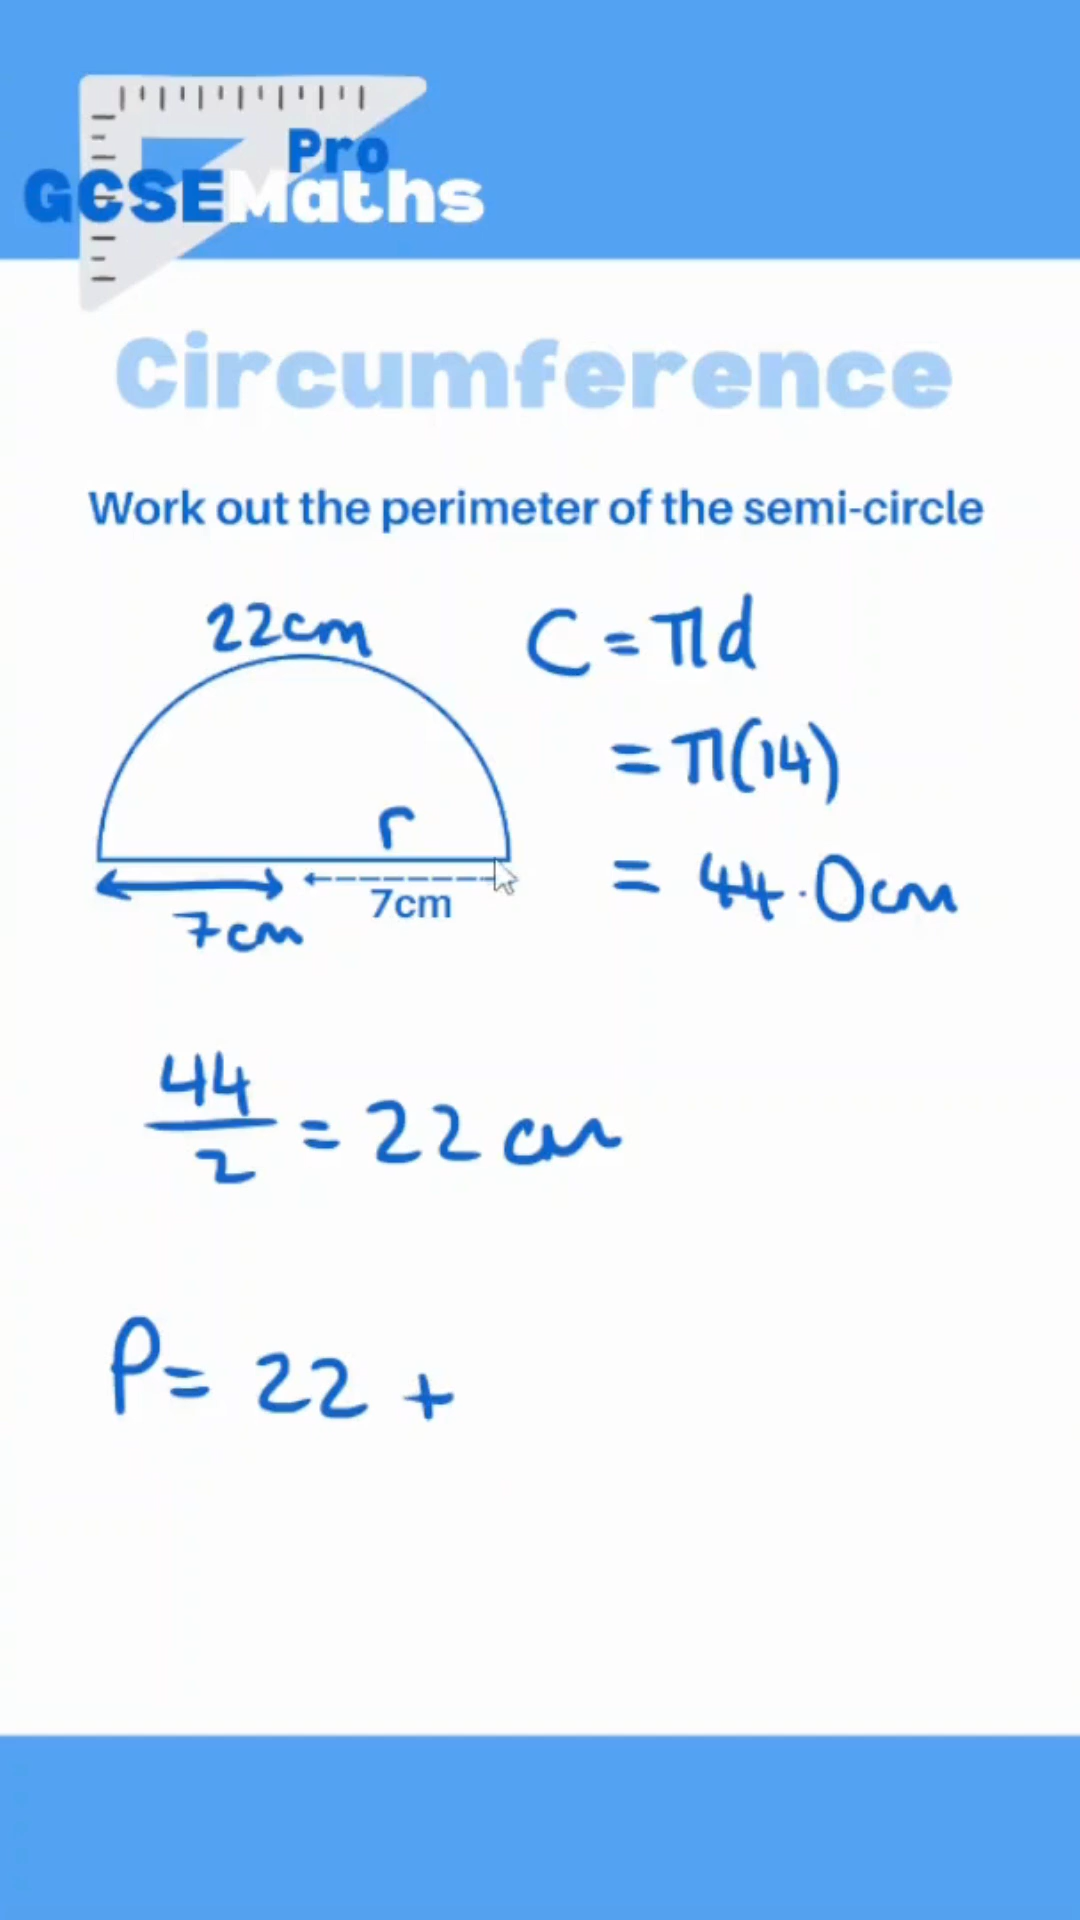 Pro
GCSEMaths
Circumference
Work out the perimeter of the semi-circle
22cm
C = πd
= π(14)
= 44.0cm
r
7cm
7cm
44/2 = 22 cm
P = 22 +